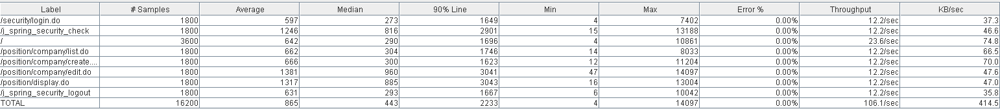 Label # Samples Average Median 90% Line Min Max Error % Throughput KB/sec
/security/login.do 1800 597 273 1649 4 7402 0.00% 12.2/sec 37.3
/j_spring_security_check 1800 1246 816 2901 15 13188 0.00% 12.2/sec 46.6
/ 3600 642 290 1696 4 10861 0.00% 23.6/sec 74.8
/position/company/list.do 1800 662 304 1746 14 8033 0.00% 12.2/sec 66.5
/position/company/create.... 1800 666 300 1623 12 11204 0.00% 12.2/sec 70.0
/position/company/edit.do 1800 1381 960 3041 47 14097 0.00% 12.2/sec 47.6
/position/display.do 1800 1317 885 3043 16 13004 0.00% 12.2/sec 47.0
/j_spring_security_logout 1800 631 293 1667 6 10042 0.00% 12.2/sec 35.8
TOTAL 16200 865 443 2233 4 14097 0.00% 106.1/sec 414.5